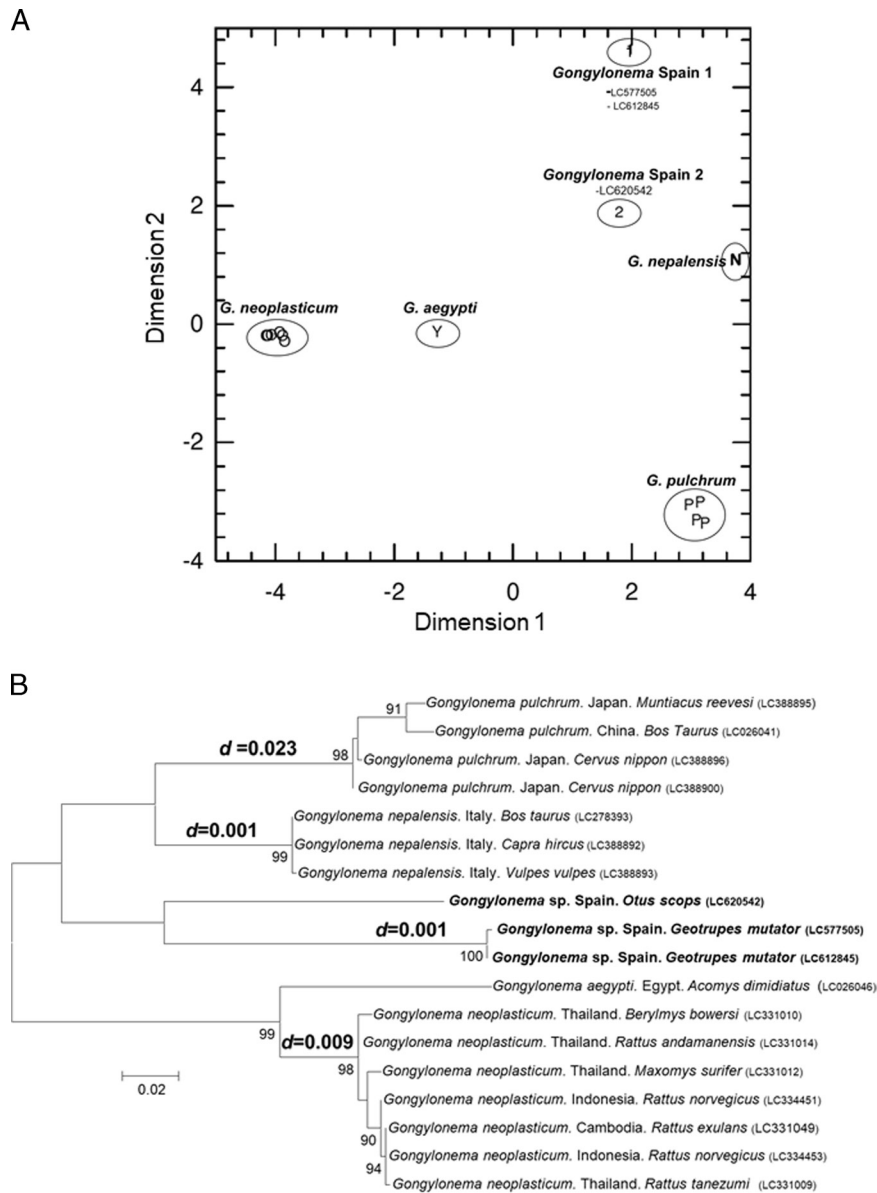 A
Dimension 2
4
2
0
-2
-4
1
Gongylonema Spain 1
-LC577505
- LC612845
Gongylonema Spain 2
-LC620542
2
G. nepalensis N
G. neoplasticum
G. aegypti
Y
G. pulchrum
P P
P P
-4 -2 0 2 4
Dimension 1
B
Gongylonema pulchrum. Japan. Muntiacus reevesi (LC388895)
91
Gongylonema pulchrum. China. Bos Taurus (LC026041)
d =0.023
98
Gongylonema pulchrum. Japan. Cervus nippon (LC388896)
Gongylonema pulchrum. Japan. Cervus nippon (LC388900)
Gongylonema nepalensis. Italy. Bos taurus (LC278393)
d=0.001
Gongylonema nepalensis. Italy. Capra hircus (LC388892)
99
Gongylonema nepalensis. Italy. Vulpes vulpes (LC388893)
Gongylonema sp. Spain. Otus scops (LC620542)
d=0.001
Gongylonema sp. Spain. Geotrupes mutator (LC577505)
100
Gongylonema sp. Spain. Geotrupes mutator (LC612845)
Gongylonema aegypti. Egypt. Acomys dimidiatus (LC026046)
99
Gongylonema neoplasticum. Thailand. Berylmys bowersi (LC331010)
d=0.009
Gongylonema neoplasticum. Thailand. Rattus andamanensis (LC331014)
98
Gongylonema neoplasticum. Thailand. Maxomys surifer (LC331012)
Gongylonema neoplasticum. Indonesia. Rattus norvegicus (LC334451)
Gongylonema neoplasticum. Cambodia. Rattus exulans (LC331049)
90
Gongylonema neoplasticum. Indonesia. Rattus norvegicus (LC334453)
94
Gongylonema neoplasticum. Thailand. Rattus tanezumi (LC331009)
0.02